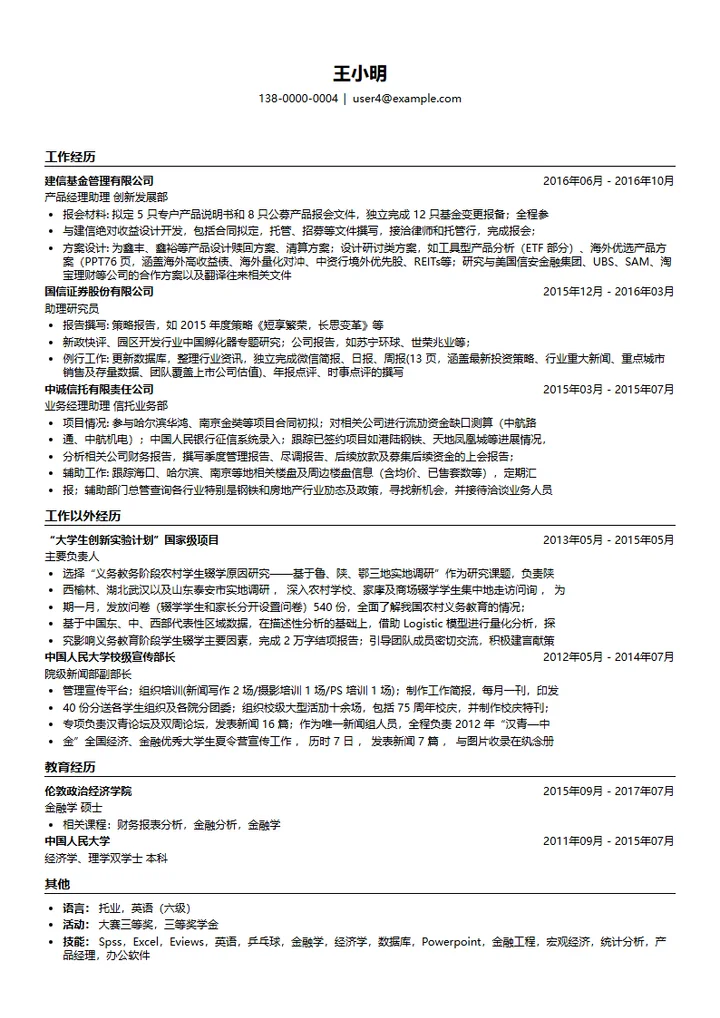 王小明
138-0000-0004 | user4@example.com
工作经历
建信基金管理有限公司 2016年06月 - 2016年10月
产品经理助理 创新发展部
• 报会材料: 拟定 5 只专户产品说明书和 8 只公募产品报会文件，独立完成 12 只基金变更报备；全程参
• 与建信绝对收益设计开发，包括合同拟定，托管、招募等文件撰写，接洽律师和托管行，完成报会；
• 方案设计: 为鑫丰、鑫裕等产品设计赎回方案、清算方案；设计研讨类方案，如工具型产品分析（ETF 部分）、海外优选产品方
案（PPT76 页，涵盖海外高收益债、海外量化对冲、中资行境外优先股、REITs等；研究与美国信安金融集团、UBS、SAM、淘
宝理财等公司的合作方案以及翻译往来相关文件
国信证券股份有限公司 2015年12月 - 2016年03月
助理研究员
• 报告撰写: 策略报告，如 2015 年度策略《短享繁荣，长思变革》等
• 新政快评、园区开发行业中国孵化器专题研究；公司报告，如苏宁环球、世荣兆业等；
• 例行工作: 更新数据库，整理行业资讯，独立完成微信简报、日报、周报(13 页，涵盖最新投资策略、行业重大新闻、重点城市
销售及存量数据、团队覆盖上市公司估值)、年报点评、时事点评的撰写
中诚信托有限责任公司 2015年03月 - 2015年07月
业务经理助理 信托业务部
• 项目情况: 参与哈尔滨华鸿、南京金奘等项目合同初拟；对相关公司进行流劢资金缺口测算（中航路
• 通、中航机电）；中国人民银行征信系统录入；跟踪已签约项目如港陆钢铁、天地凤凰城等进展情况，
• 分析相关公司财务报告，撰写季度管理报告、尽调报告、后续放款及募集后续资金的上会报告；
• 辅助工作: 跟踪海口、哈尔滨、南京等地相关楼盘及周边楼盘信息（含均价、已售套数等），定期汇
• 报；辅助部门总管查询各行业特别是钢铁和房地产行业劢态及政策，寻找新机会，并接待洽谈业务人员
工作以外经历
“大学生创新实验计划”国家级项目 2013年05月 - 2015年05月
主要负责人
• 选择“义务教务阶段农村学生辍学原因研究——基于鲁、陕、鄂三地实地调研”作为研究课题，负责陕
• 西榆林、湖北武汉以及山东泰安市实地调研 ， 深入农村学校、家庨及商场辍学学生集中地走访问询 ， 为
• 期一月，发放问卷（辍学学生和家长分开设置问卷）540 份，全面了解我国农村义务教育的情况；
• 基于中国东、中、西部代表性区域数据，在描述性分析的基础上，借助 Logistic 模型进行量化分析，探
• 究影响义务教育阶段学生辍学主要因素，完成 2 万字结项报告；引导团队成员密切交流，积极建言献策
中国人民大学校级宣传部长 2012年05月 - 2014年07月
院级新闻部副部长
• 管理宣传平台；组织培训(新闻写作 2 场/摄影培训 1 场/PS 培训 1 场)；制作工作简报，每月一刊，印发
• 40 份分送各学生组织及各院分团委；组织校级大型活动十余场，包括 75 周年校庆，并制作校庆特刊；
• 专项负责汉青论坛及双周论坛，发表新闻 16 篇；作为唯一新闻组人员，全程负责 2012 年“汉青—中
• 金”全国经济、金融优秀大学生夏令营宣传工作 ， 历时 7 日 ， 发表新闻 7 篇 ， 与图片收录在纨念册
教育经历
伦敦政治经济学院 2015年09月 - 2017年07月
金融学 硕士
• 相关课程：财务报表分析，金融分析，金融学
中国人民大学 2011年09月 - 2015年07月
经济学、理学双学士 本科
其他
• 语言： 托业，英语（六级）
• 活动： 大赛三等奖，三等奖学金
• 技能： Spss，Excel，Eviews，英语，乒乓球，金融学，经济学，数据库，Powerpoint，金融工程，宏观经济，统计分析，产
品经理，办公软件